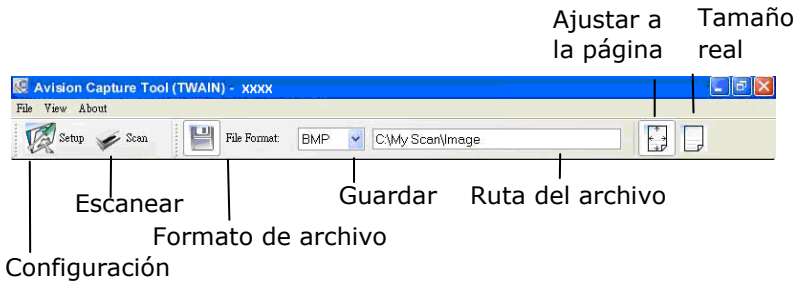 Ajustar a
la página
Tamaño
real
Avision Capture Tool (TWAIN) - xxxx
File View About
Setup Scan File Format: BMP C:\My Scan\Image
Escanear
Guardar
Ruta del archivo
Formato de archivo
Configuración